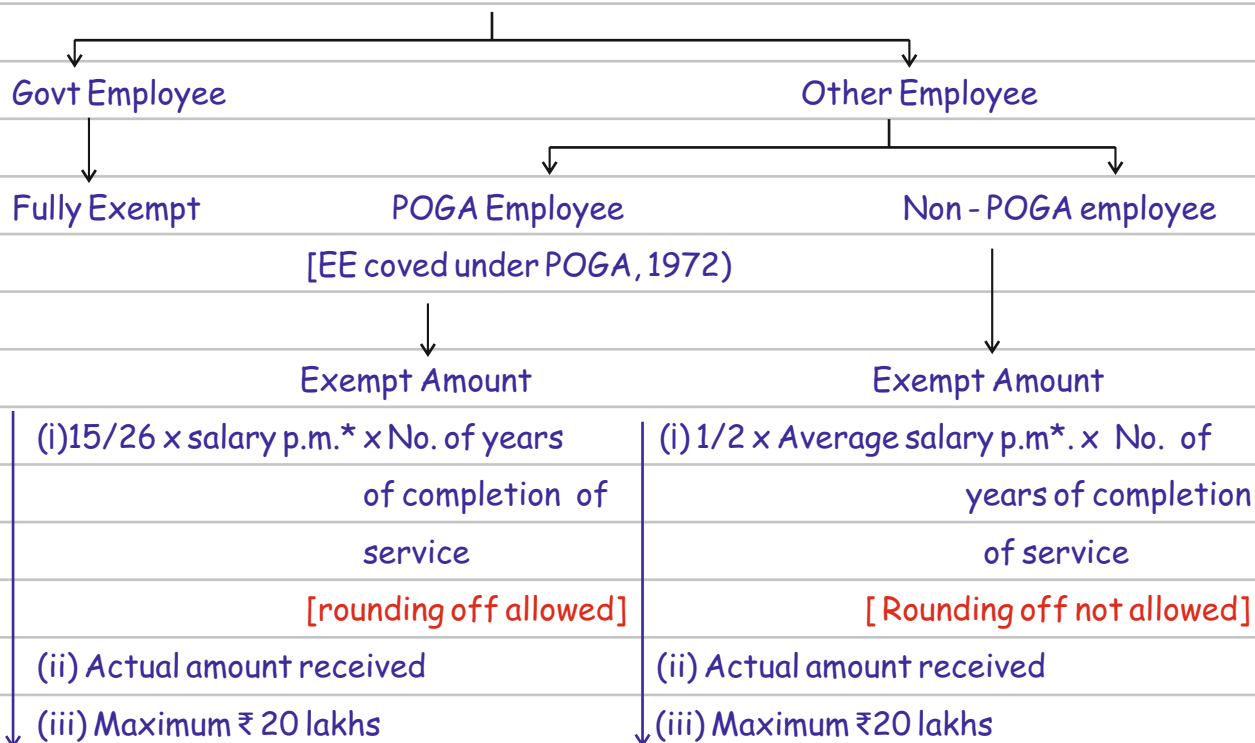 Govt Employee
Other Employee
Fully Exempt
POGA Employee
Non - POGA employee
[EE coved under POGA, 1972)
Exempt Amount
(i)15/26 x salary p.m.* x No. of years
of completion of
service
[rounding off allowed]
(ii) Actual amount received
(iii) Maximum ₹ 20 lakhs
Exempt Amount
(i) 1/2 x Average salary p.m*. x No. of
years of completion
of service
[ Rounding off not allowed]
(ii) Actual amount received
(iii) Maximum ₹20 lakhs